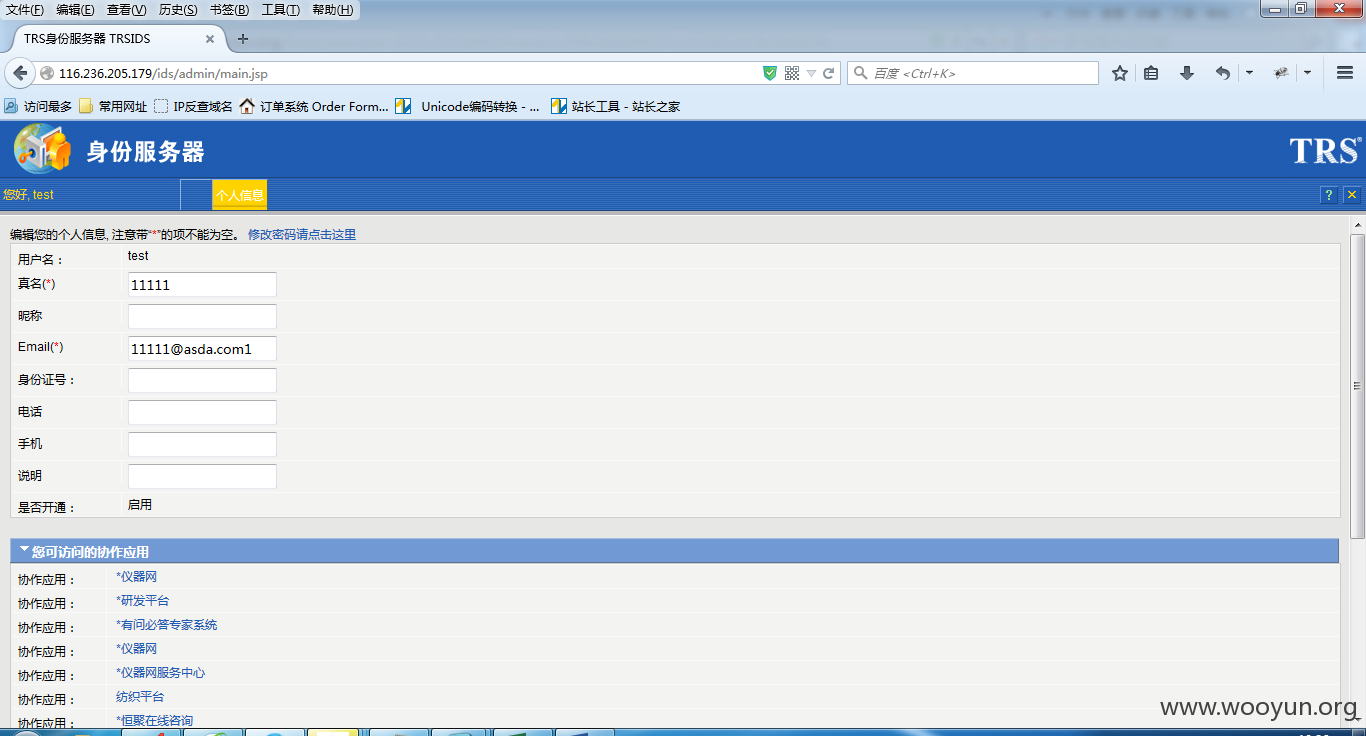 文件(F) 编辑(E) 查看(V) 历史(S) 书签(B) 工具(T) 帮助(H)
TRS身份服务器 TRSIDS
116.236.205.179/ids/admin/main.jsp 百度 <Ctrl+K>
访问最多 常用网址 IP反查域名 订单系统 Order Form... Unicode编码转换 - ... 站长工具 - 站长之家
身份服务器 TRS
您好, test 个人信息 ?
编辑您的个人信息, 注意带"*"的项不能为空。 修改密码请点击这里
用户名： test
真名(*) 11111
昵称
Email(*) 11111@asda.com1
身份证号：
电话
手机
说明
是否开通： 启用
您可访问的协作应用
协作应用： *仪器网
协作应用： *研发平台
协作应用： *有问必答专家系统
协作应用： *仪器网
协作应用： *仪器网服务中心
协作应用： 纺织平台
协作应用： *恒聚在线咨询
www.wooyun.org